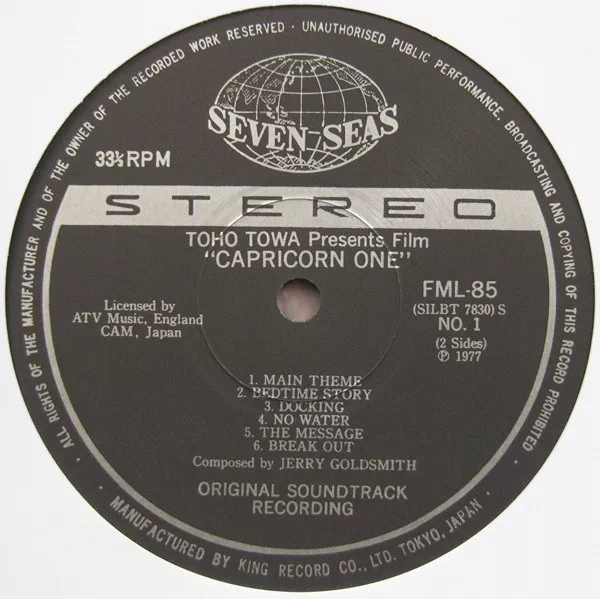 · ALL RIGHTS OF THE MANUFACTURER AND OF THE OWNER OF THE RECORDED WORK RESERVED · UNAUTHORISED PUBLIC PERFORMANCE, BROADCASTING AND COPYING OF THIS RECORD PROHIBITED ·
SEVEN SEAS
33⅓ RPM
STEREO
TOHO TOWA Presents Film
"CAPRICORN ONE"
Licensed by
ATV Music, England
CAM, Japan
FML-85
(SILBT 7830) S
NO. 1
(2 Sides)
Ⓟ 1977
1. MAIN THEME
2. BEDTIME STORY
3. DOCKING
4. NO WATER
5. THE MESSAGE
6. BREAK OUT
Composed by JERRY GOLDSMITH
ORIGINAL SOUNDTRACK
RECORDING
MANUFACTURED BY KING RECORD CO., LTD. TOKYO, JAPAN ·